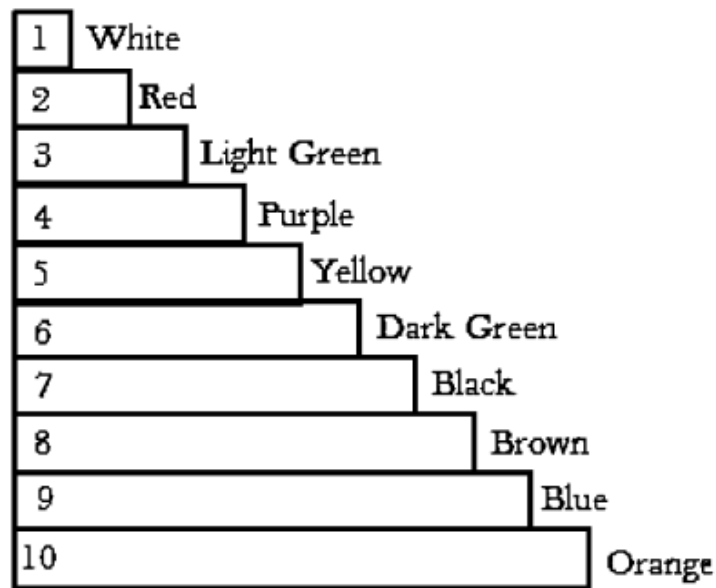 1 White
2 Red
3 Light Green
4 Purple
5 Yellow
6 Dark Green
7 Black
8 Brown
9 Blue
10 Orange